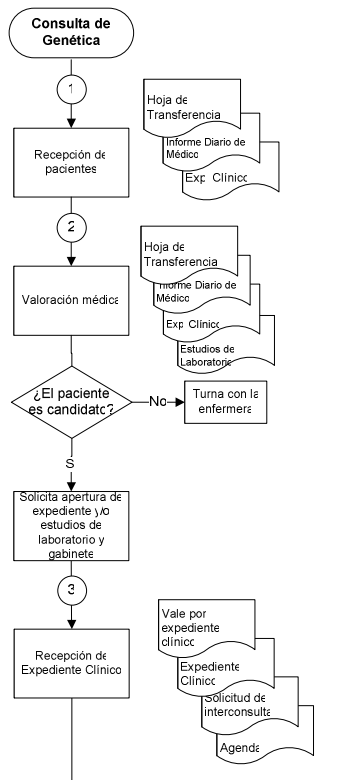 Consulta de
Genética
1
Hoja de
Transferencia
Informe Diario de
Médico
Exp. Clínico
Recepción de
pacientes
2
Hoja de
Transferencia
Informe Diario de
Médico
Exp. Clínico
Estudios de
Laboratorio
Valoración médica
¿El paciente
es candidato?
No
Turna con la
enfermera
S
Solicita apertura de
expediente y/o
estudios de
laboratorio y
gabinete
3
Vale por
expediente
clínico
Expediente
Clínico
Solicitud de
interconsulta
Agenda
Recepción de
Expediente Clínico